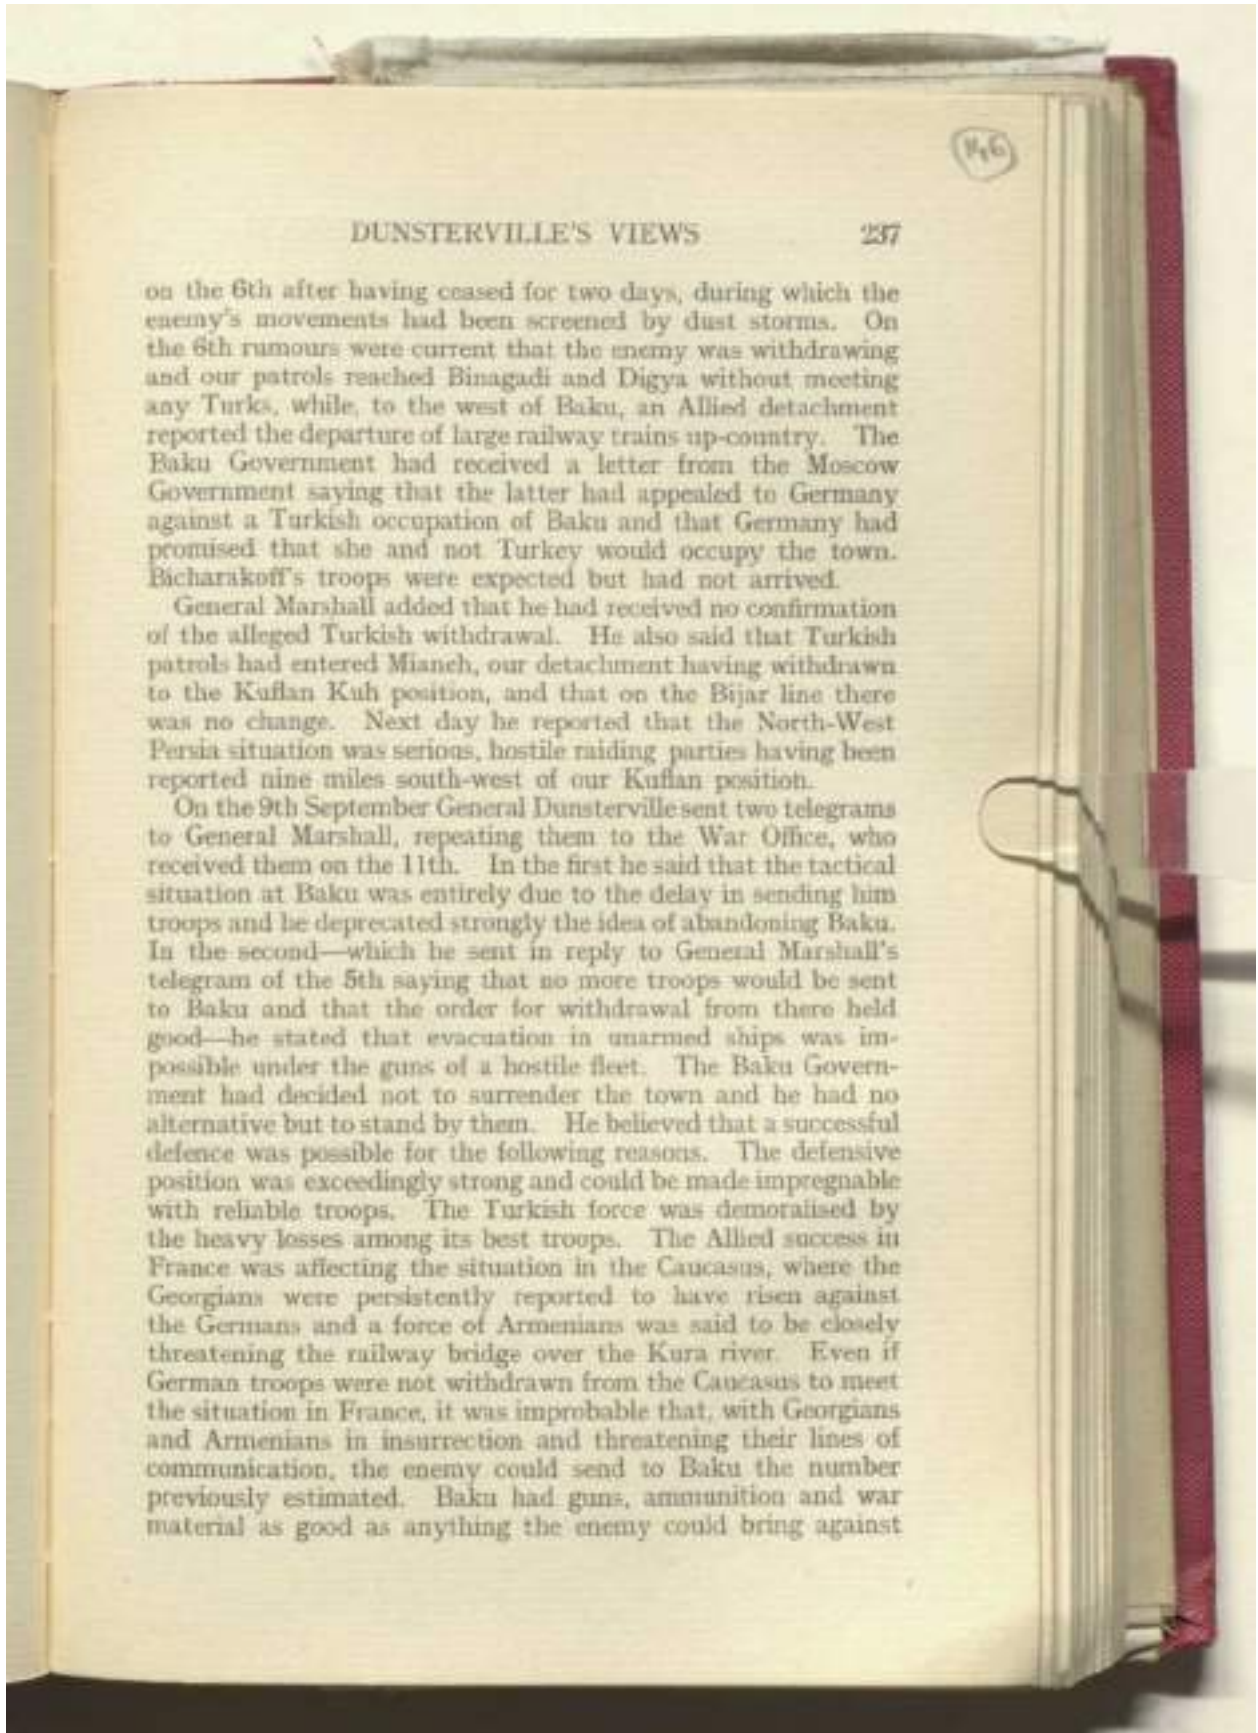 DUNSTERVILLE'S VIEWS 237
on the 6th after having ceased for two days, during which the
enemy's movements had been screened by dust storms. On
the 6th rumours were current that the enemy was withdrawing
and our patrols reached Binagadi and Digya without meeting
any Turks, while, to the west of Baku, an Allied detachment
reported the departure of large railway trains up-country. The
Baku Government had received a letter from the Moscow
Government saying that the latter had appealed to Germany
against a Turkish occupation of Baku and that Germany had
promised that she and not Turkey would occupy the town.
Bicharakoff's troops were expected but had not arrived.
General Marshall added that he had received no confirmation
of the alleged Turkish withdrawal. He also said that Turkish
patrols had entered Mianeh, our detachment having withdrawn
to the Kuflan Kuh position, and that on the Bijar line there
was no change. Next day he reported that the North-West
Persia situation was serious, hostile raiding parties having been
reported nine miles south-west of our Kuflan position.
On the 9th September General Dunsterville sent two telegrams
to General Marshall, repeating them to the War Office, who
received them on the 11th. In the first he said that the tactical
situation at Baku was entirely due to the delay in sending him
troops and he deprecated strongly the idea of abandoning Baku.
In the second—which he sent in reply to General Marshall's
telegram of the 5th saying that no more troops would be sent
to Baku and that the order for withdrawal from there held
good—he stated that evacuation in unarmed ships was im-
possible under the guns of a hostile fleet. The Baku Govern-
ment had decided not to surrender the town and he had no
alternative but to stand by them. He believed that a successful
defence was possible for the following reasons. The defensive
position was exceedingly strong and could be made impregnable
with reliable troops. The Turkish force was demoralised by
the heavy losses among its best troops. The Allied success in
France was affecting the situation in the Caucasus, where the
Georgians were persistently reported to have risen against
the Germans and a force of Armenians was said to be closely
threatening the railway bridge over the Kura river. Even if
German troops were not withdrawn from the Caucasus to meet
the situation in France, it was improbable that, with Georgians
and Armenians in insurrection and threatening their lines of
communication, the enemy could send to Baku the number
previously estimated. Baku had guns, ammunition and war
material as good as anything the enemy could bring against